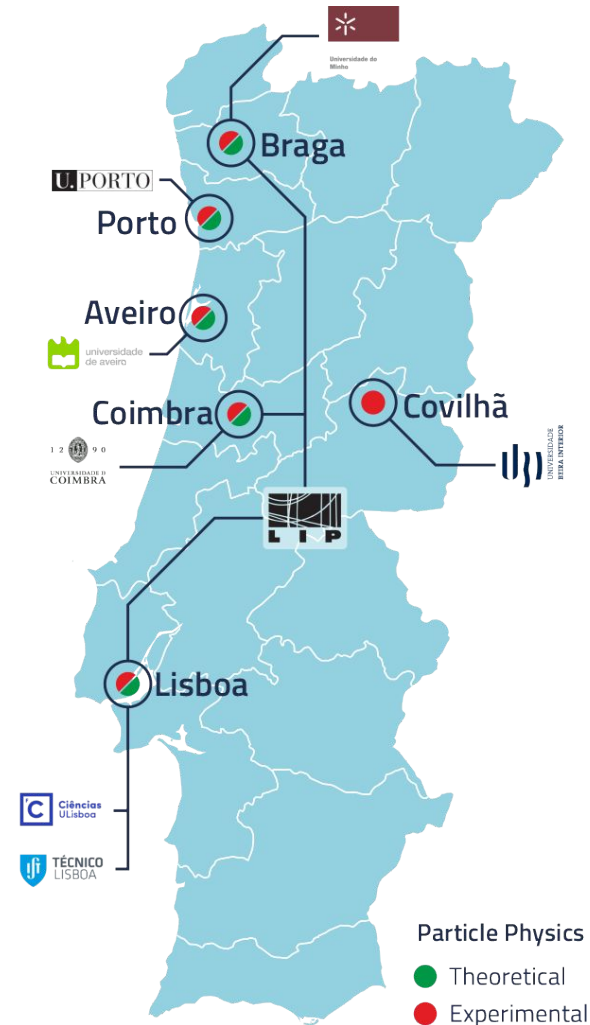 Universidade do
Minho
Braga
U. PORTO
Porto
Aveiro
universidade
de aveiro
Coimbra
Covilhã
12 90
UNIVERSIDADE D
COIMBRA
UNIVERSIDADE
BEIRA INTERIOR
LIP
Lisboa
C Ciências
ULisboa
TÉCNICO
LISBOA
Particle Physics
Theoretical
Experimental